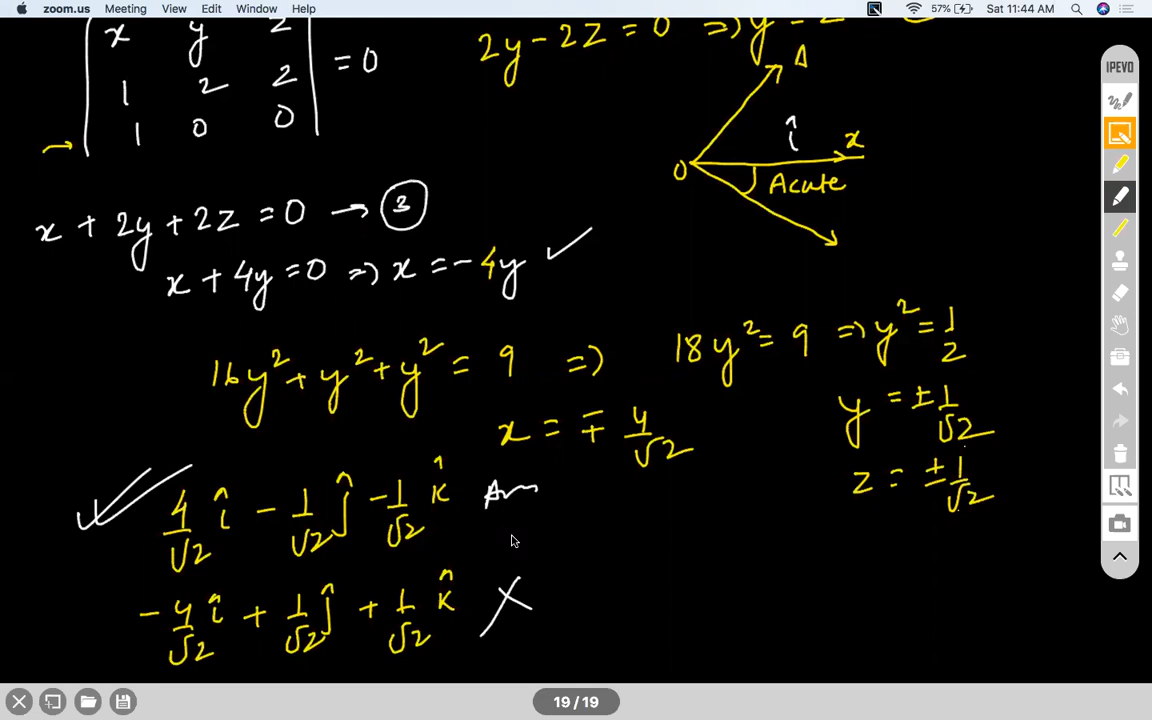 zoom.us Meeting View Edit Window Help 57% Sat 11:44 AM
x y z
1 2 2 = 0
→ 1 0 0
2y - 2z = 0 ⇒ y - z
A
î x
O
Acute
IPEVO
x + 2y + 2z = 0 → 3
x + 4y = 0 ⇒ x = -4y ✓
16y² + y² + y² = 9 ⇒ 18y² = 9 ⇒ y² = 1/2
x = ∓ 4/√2
y = ± 1/√2
z = ± 1/√2
✓ 4/√2 î - 1/√2 ĵ - 1/√2 k̂ Ans
- 4/√2 î + 1/√2 ĵ + 1/√2 k̂ ✗
19 / 19